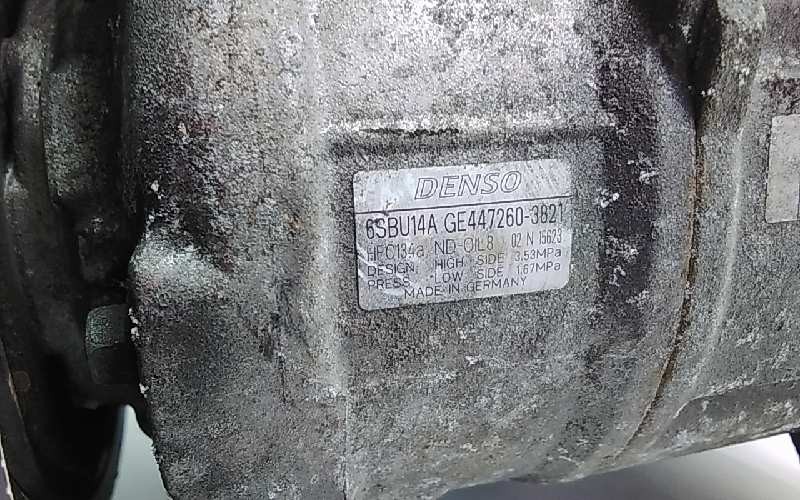 DENSO
6SBU14A GE447260-3821
HFC134a ND-OIL8 02 N 15623
DESIGN HIGH SIDE 3.53MPa
PRESS. LOW SIDE 1.67MPa
MADE IN GERMANY